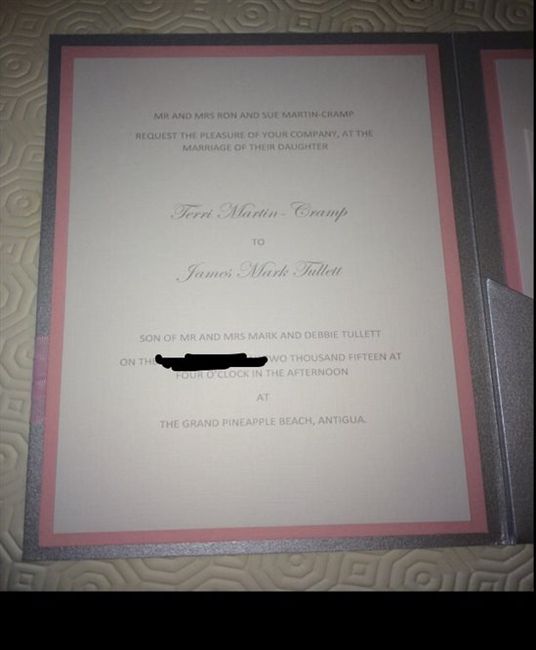 MR AND MRS RON AND SUE MARTIN-CRAMP
REQUEST THE PLEASURE OF YOUR COMPANY, AT THE
MARRIAGE OF THEIR DAUGHTER
Terri Martin-Cramp
TO
James Mark Tullett
SON OF MR AND MRS MARK AND DEBBIE TULLETT
ON TH WO THOUSAND FIFTEEN AT
FOUR O'CLOCK IN THE AFTERNOON
AT
THE GRAND PINEAPPLE BEACH, ANTIGUA.